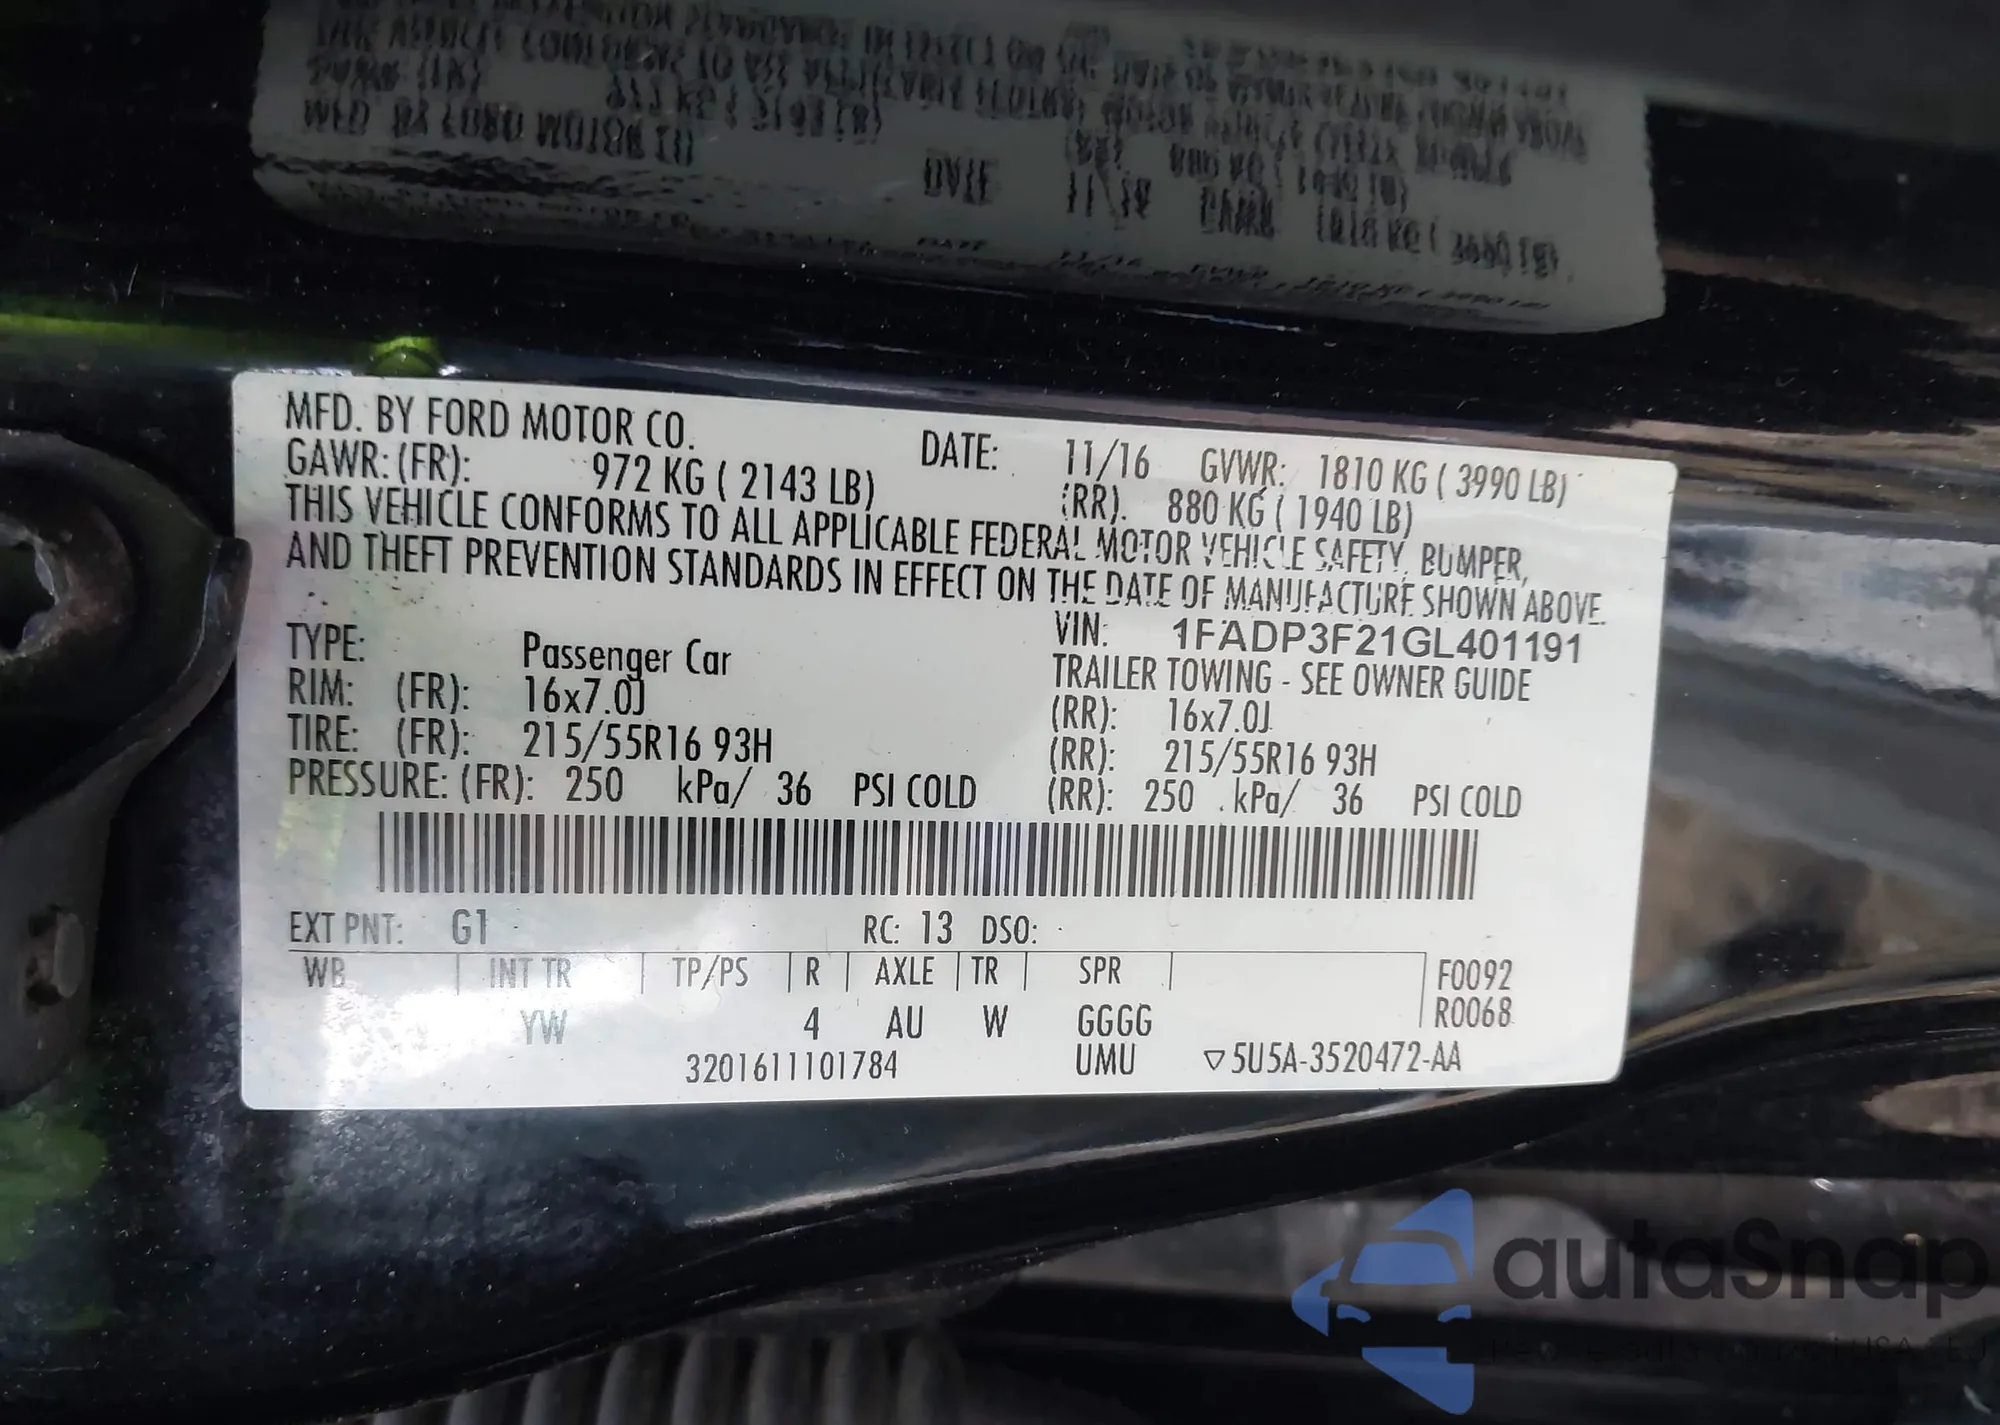 MFD. BY FORD MOTOR CO. DATE: 11/16 GVWR: 1810 KG ( 3990 LB)
GAWR: (FR): 972 KG ( 2143 LB) (RR). 880 KG ( 1940 LB)
THIS VEHICLE CONFORMS TO ALL APPLICABLE FEDERAL MOTOR VEHICLE SAFETY, BUMPER,
AND THEFT PREVENTION STANDARDS IN EFFECT ON THE DATE OF MANUFACTURE SHOWN ABOVE.
VIN: 1FADP3F21GL401191
TYPE: Passenger Car TRAILER TOWING - SEE OWNER GUIDE
RIM: (FR): 16x7.0J (RR): 16x7.0J
TIRE: (FR): 215/55R16 93H (RR): 215/55R16 93H
PRESSURE: (FR): 250 kPa/ 36 PSI COLD (RR): 250 kPa/ 36 PSI COLD
EXT PNT: G1 RC: 13 DSO:
WB INT TR TP/PS R AXLE TR SPR F0092
YW 4 AU W GGGG R0068
3201611101784 UMU ▽5U5A-3520472-AA
autaSnap